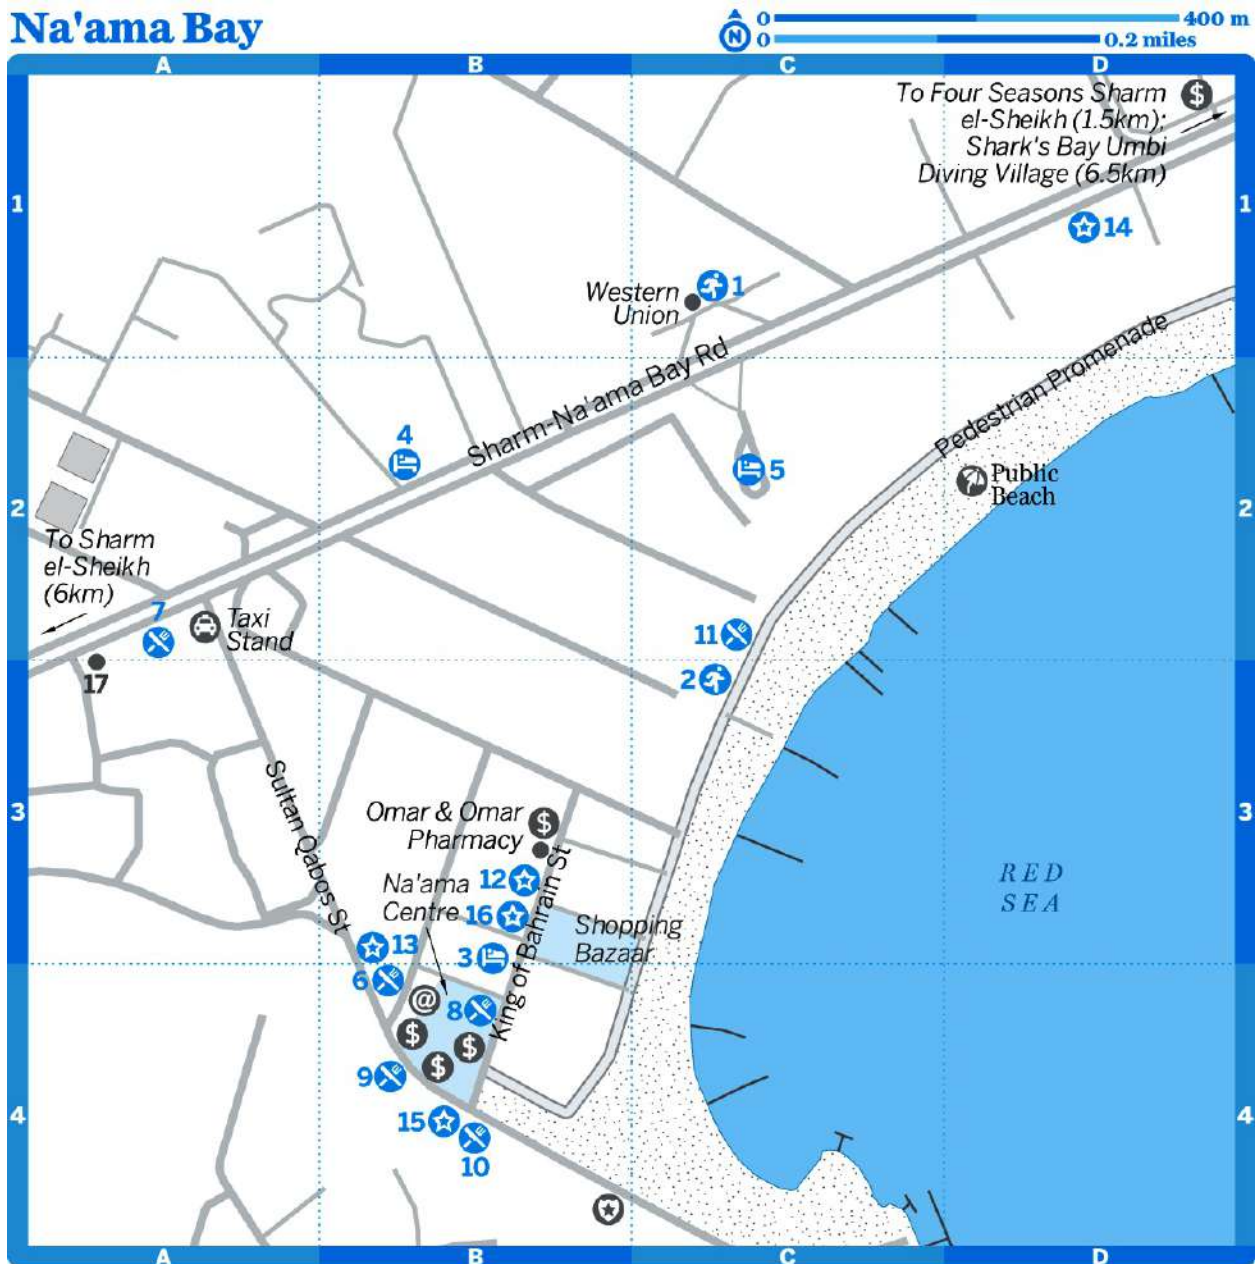 Na'ama Bay
N
0 400 m
0 0.2 miles
A B C D
To Four Seasons Sharm
el-Sheikh (1.5km);
Shark's Bay Umbi
Diving Village (6.5km)
$
1 1
14
Western
Union
1
Sharm-Na'ama Bay Rd
Pedestrian Promenade
4
5
Public
Beach
2 2
To Sharm
el-Sheikh
(6km)
7
Taxi
Stand
11
17
2
Sultan Qabos St
3 3
Omar & Omar
Pharmacy
$
12
Na'ama
Centre
16
King of Bahrain St
Shopping
Bazaar
RED
SEA
13
3
6
@
8
$
$
$
9
4 4
15
10
A B C D